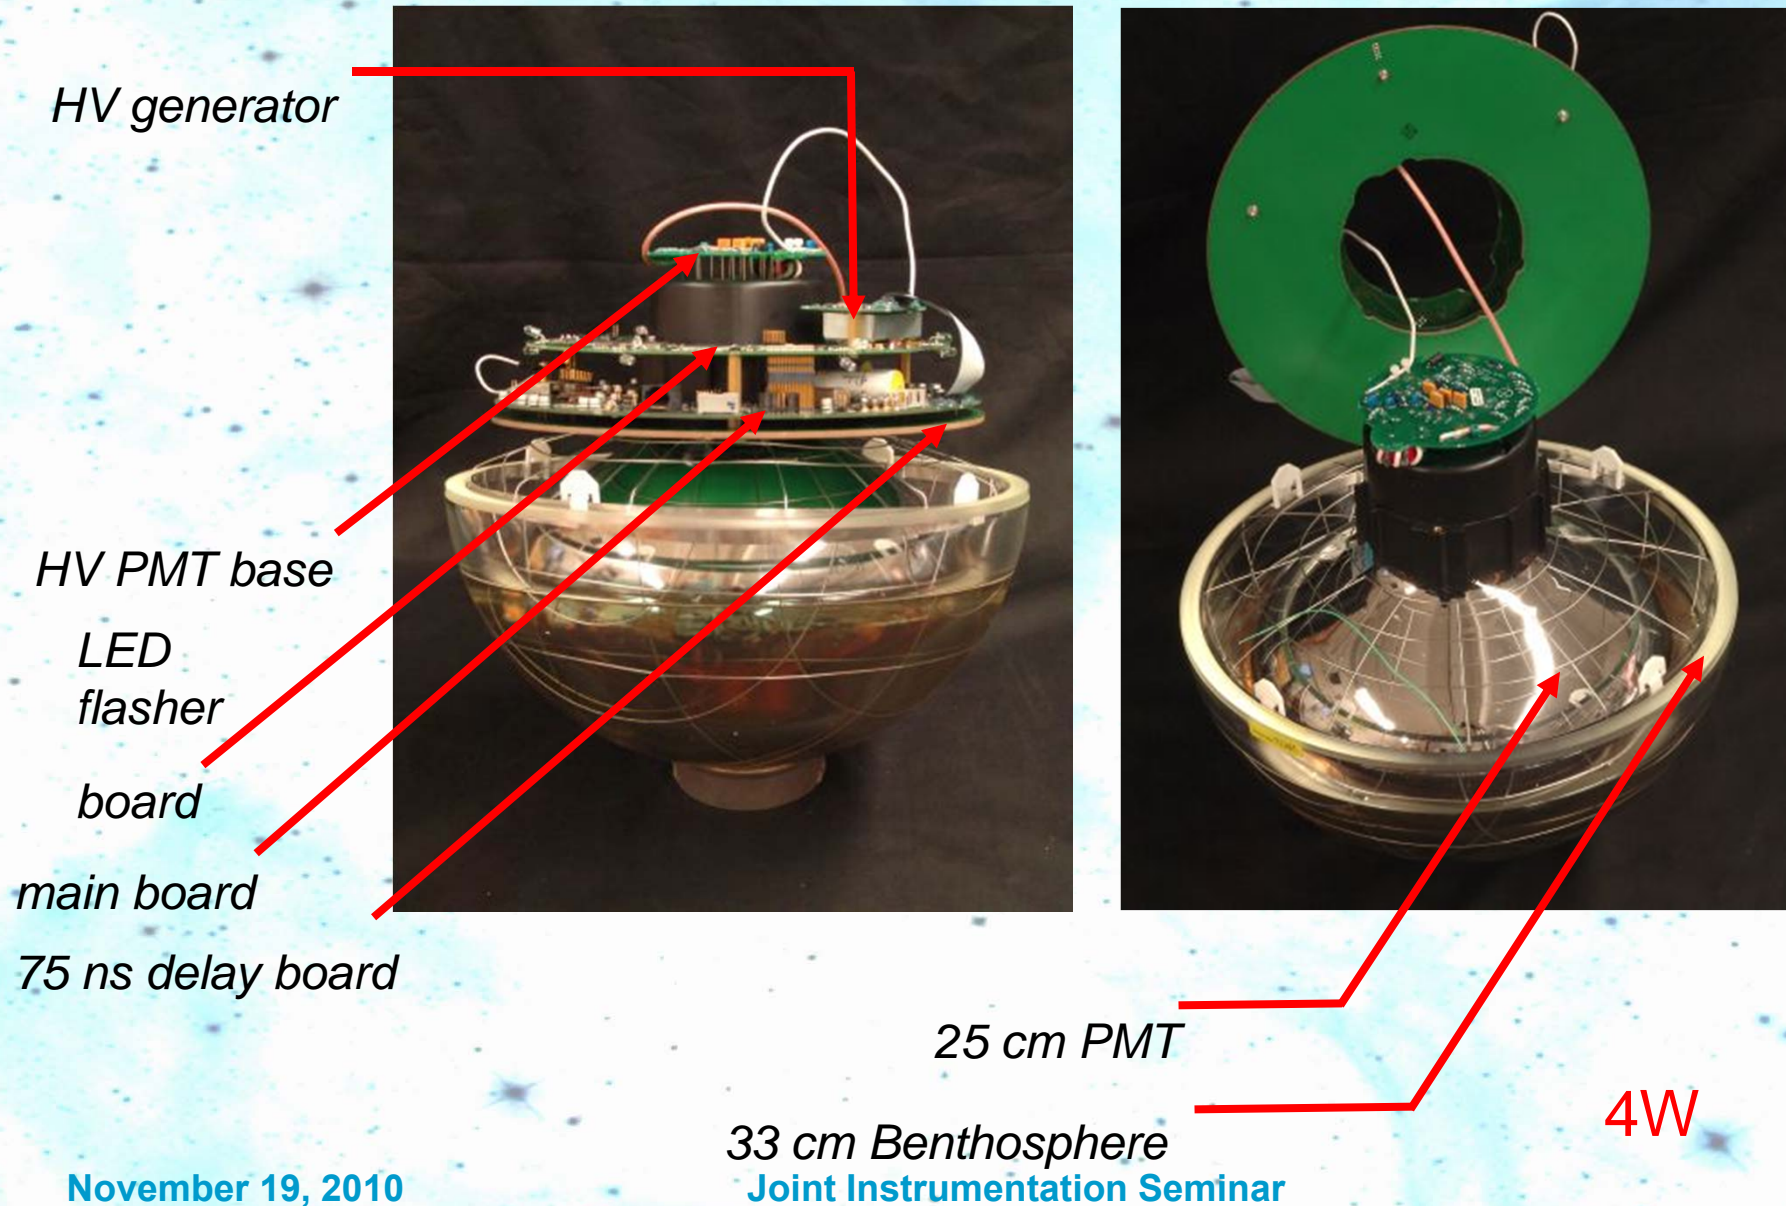 HV generator
HV PMT base
LED
flasher
board
main board
75 ns delay board
25 cm PMT
33 cm Benthosphere
4W
November 19, 2010
Joint Instrumentation Seminar